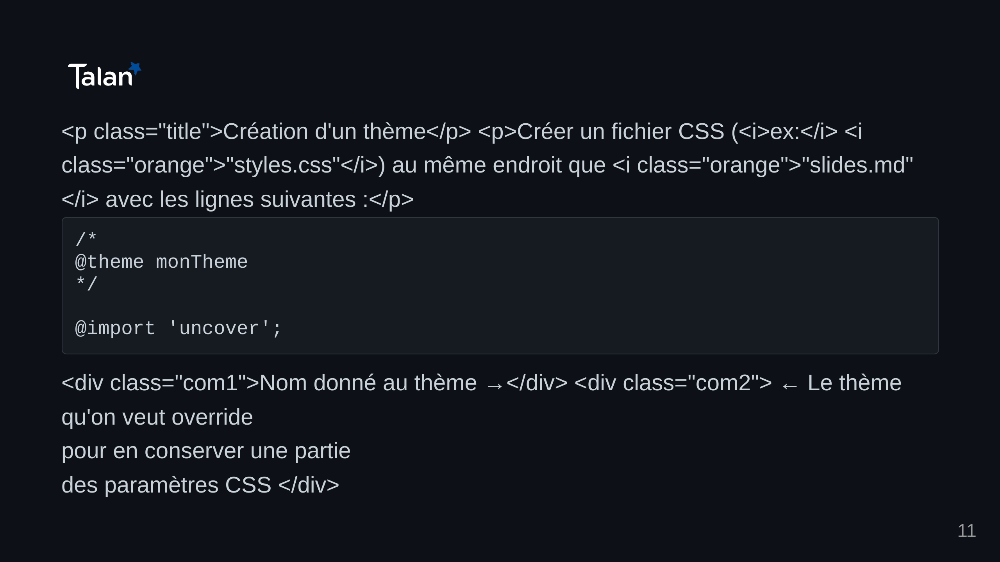 Talan
<p class="title">Création d'un thème</p> <p>Créer un fichier CSS (<i>ex:</i> <i
class="orange">"styles.css"</i>) au même endroit que <i class="orange">"slides.md"
</i> avec les lignes suivantes :</p>
/*
@theme monTheme
*/
@import 'uncover';
<div class="com1">Nom donné au thème →</div> <div class="com2"> ← Le thème
qu'on veut override
pour en conserver une partie
des paramètres CSS </div>
11